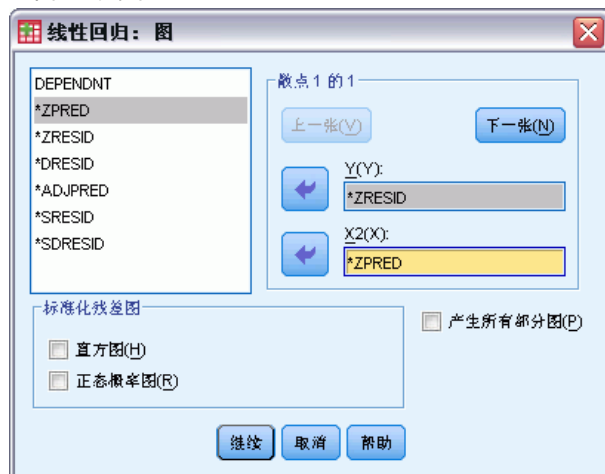 线性回归：图
DEPENDNT
*ZPRED
*ZRESID
*DRESID
*ADJPRED
*SRESID
*SDRESID
散点 1 的 1
上一张(V)
下一张(N)
Y(Y):
*ZRESID
X2(X):
*ZPRED
标准化残差图
直方图(H)
正态概率图(R)
产生所有部分图(P)
继续
取消
帮助